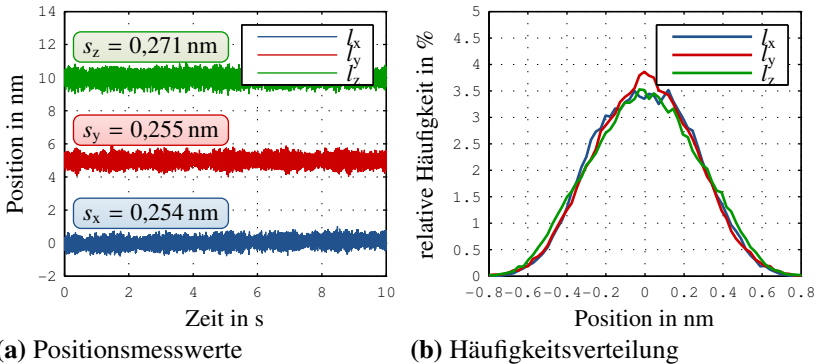 14
12
10
8
6
4
2
0
−2
Position in nm
s_z = 0,271 nm
s_y = 0,255 nm
s_x = 0,254 nm
l_x
l_y
l_z
0 2 4 6 8 10
Zeit in s
(a) Positionsmesswerte
5
4.5
4
3.5
3
2.5
2
1.5
1
0.5
0
relative Häufigkeit in %
l_x
l_y
l_z
−0.8 −0.6 −0.4 −0.2 0 0.2 0.4 0.6 0.8
Position in nm
(b) Häufigkeitsverteilung